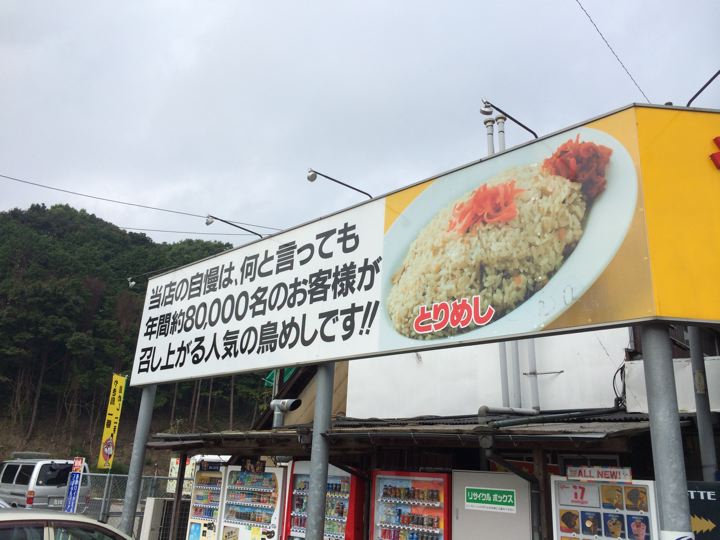 当店の自慢は、何と言っても
年間約80,000名のお客様が
召し上がる人気の鳥めしです!!
とりめし
リサイクルボックス
ALL NEW!
17
TTE